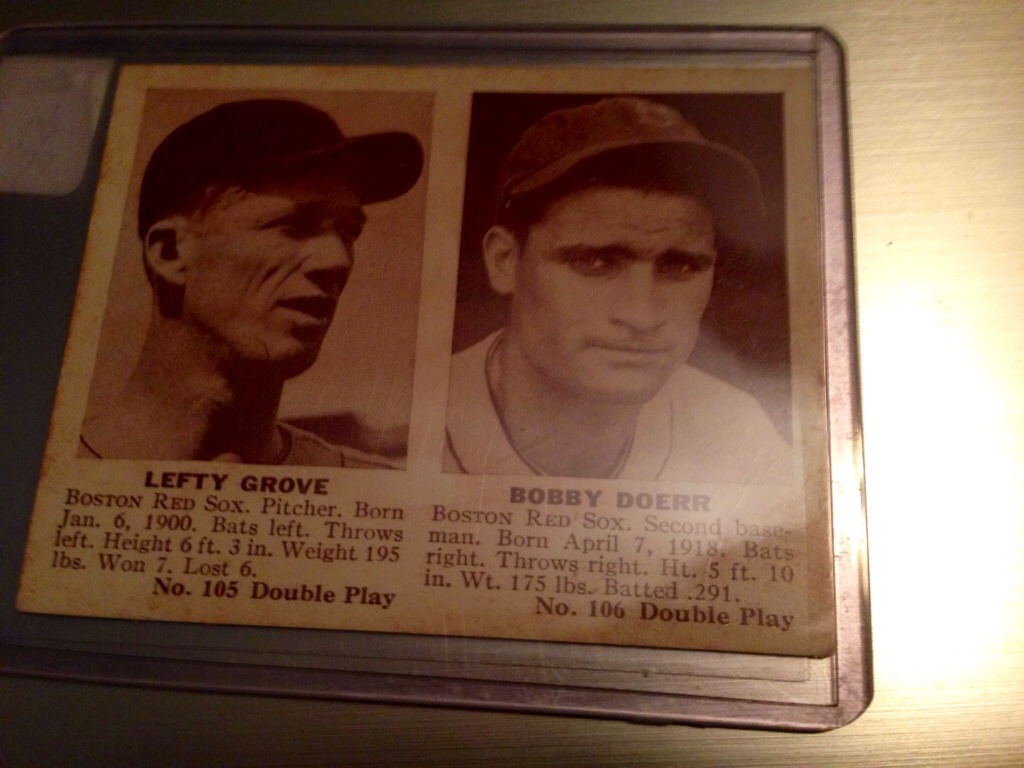 LEFTY GROVE
BOSTON RED SOX. Pitcher. Born
Jan. 6, 1900. Bats left. Throws
left. Height 6 ft. 3 in. Weight 195
lbs. Won 7. Lost 6.
No. 105 Double Play
BOBBY DOERR
BOSTON RED SOX. Second base-
man. Born April 7, 1918. Bats
right. Throws right. Ht. 5 ft. 10
in. Wt. 175 lbs. Batted .291.
No. 106 Double Play